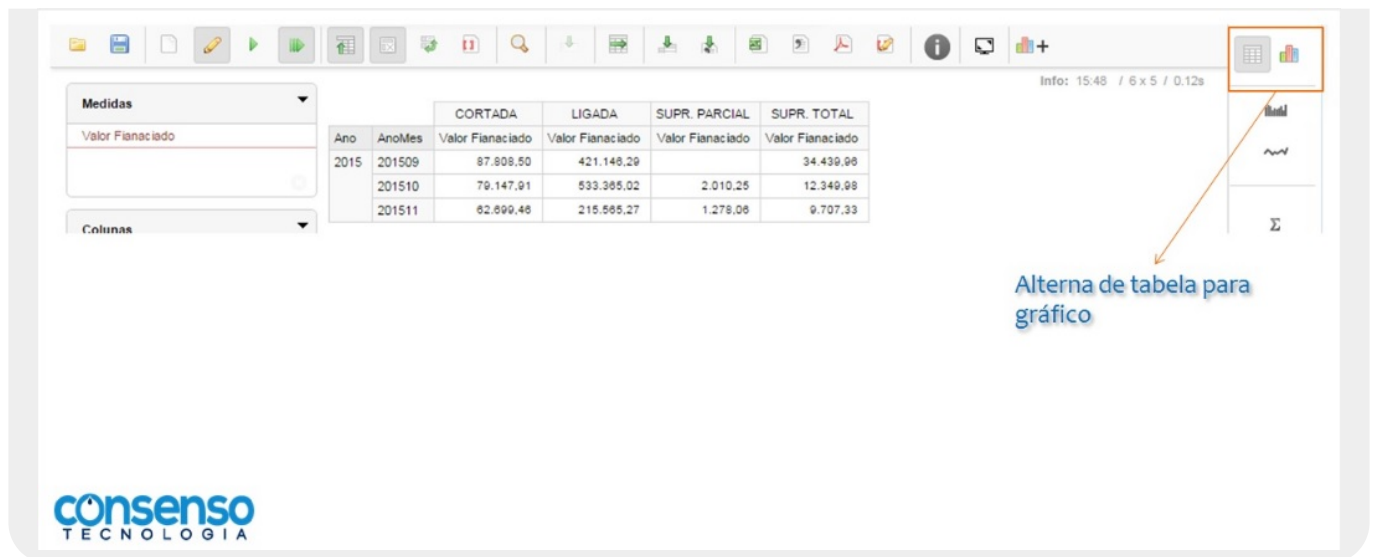 Info: 15:48 / 6 x 5 / 0.12s
Medidas
Valor Fianaciado
Colunas
CORTADA LIGADA SUPR. PARCIAL SUPR. TOTAL
Ano AnoMes Valor Fianaciado Valor Fianaciado Valor Fianaciado Valor Fianaciado
2015 201509 87.808,50 421.146,29 34.439,96
201510 79.147,91 533.365,02 2.010,25 12.349,98
201511 62.699,46 215.565,27 1.278,06 9.707,33
Σ
Alterna de tabela para
gráfico
consenso
TECNOLOGIA